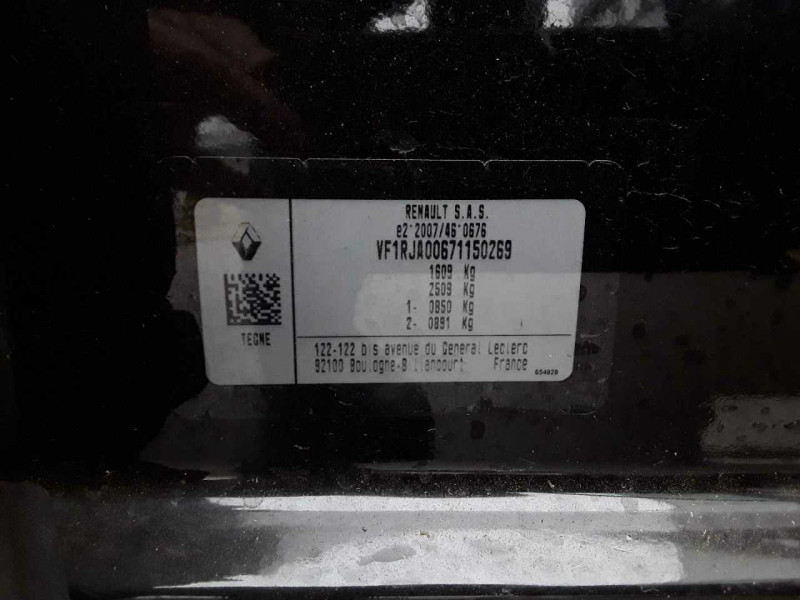 RENAULT S.A.S.
e2*2007/46*0676
VF1RJA00671150269
1609 Kg
2509 Kg
1- 0850 Kg
2- 0891 Kg
TEGNE
122-122 bis avenue du General Leclerc
92100 Boulogne-Billancourt France
654828